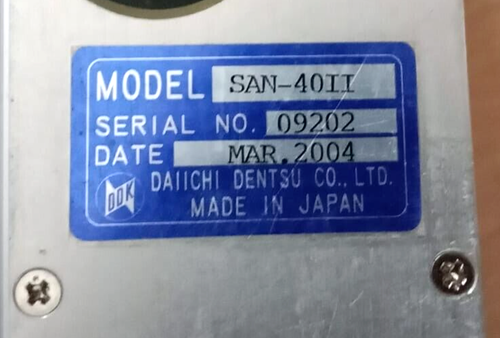 MODEL SAN-40II
SERIAL NO. 09202
DATE MAR.2004
DDK DAIICHI DENTSU CO., LTD.
MADE IN JAPAN